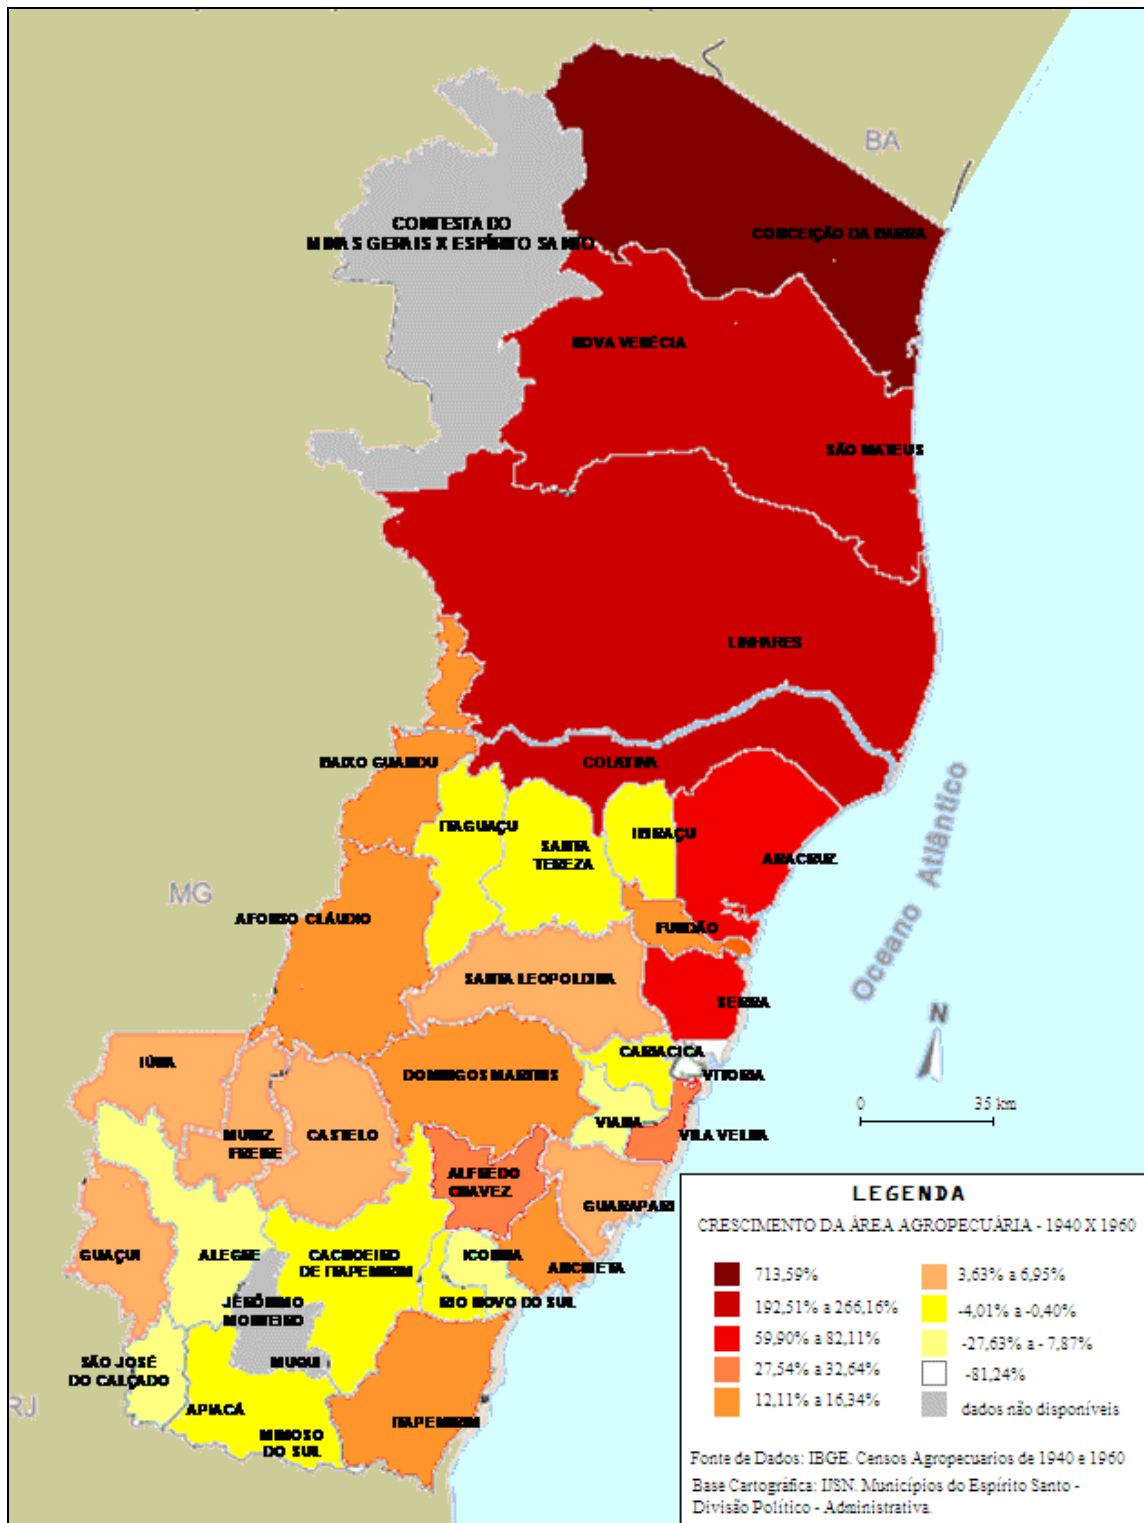 BA
CONTESTADO
MINAS GERAIS X ESPÍRITO SANTO
CONCEIÇÃO DA BARRA
NOVA VENÉCIA
SÃO MATEUS
LINHARES
BAIXO GUANDU
COLATINA
ITAGUAÇU
SANTA
TEREZA
IBIRAÇU
ARACRUZ
Oceano Atlântico
MG
AFONSO CLÁUDIO
FUNDÃO
SANTA LEOPOLDINA
SERRA
N
IÚNA
CARIACICA
DOMINGOS MARTINS
VITÓRIA
0 35 km
MUNIZ
FREIRE
CASTELO
VIANA
VILA VELHA
ALFREDO
CHAVEZ
GUARAPARI
GUAÇUI
ALEGRE
CACHOEIRO
DE ITAPEMIRIM
ICONHA
ANCHIETA
JERÔNIMO
MONTEIRO
RIO NOVO DO SUL
SÃO JOSÉ
DO CALÇADO
MUQUI
RJ
APIACÁ
ITAPEMIRIM
MIMOSO
DO SUL
LEGENDA
CRESCIMENTO DA ÁREA AGROPECUÁRIA - 1940 X 1960
713,59%
192,51% a 266,16%
59,90% a 82,11%
27,54% a 32,64%
12,11% a 16,34%
3,63% a 6,95%
-4,01% a -0,40%
-27,63% a - 7,87%
-81,24%
dados não disponíveis
Fonte de Dados: IBGE. Censos Agropecuarios de 1940 e 1960
Base Cartográfica: IJSN. Municípios do Espírito Santo -
Divisão Político - Administrativa.